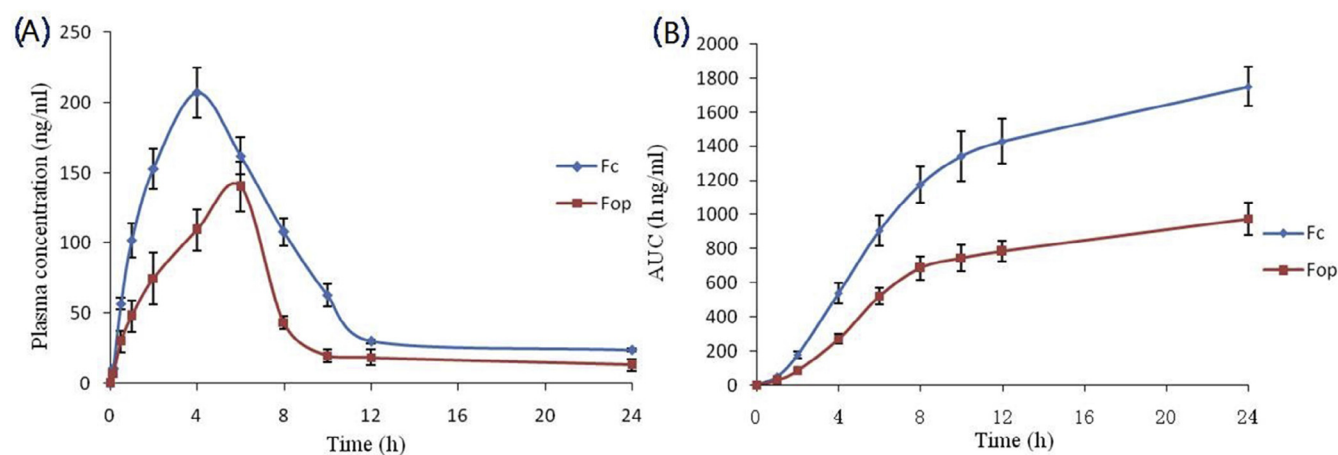 (A)
250
200
150
100
50
0
Plasma concentration (ng/ml)
0 4 8 12 16 20 24
Time (h)
Fc
Fop
(B)
2000
1800
1600
1400
1200
1000
800
600
400
200
0
AUC (h ng/ml)
0 4 8 12 16 20 24
Time (h)
Fc
Fop